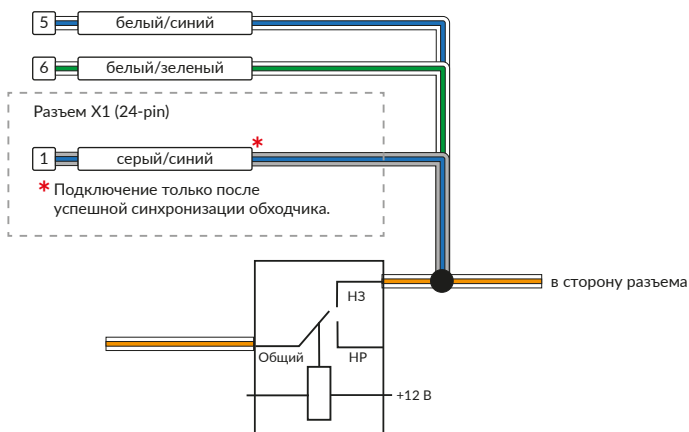 5 белый/синий
6 белый/зеленый
Разъем X1 (24-pin)
1 серый/синий *
* Подключение только после
успешной синхронизации обходчика.
в сторону разъема
НЗ
Общий НР
+12 В